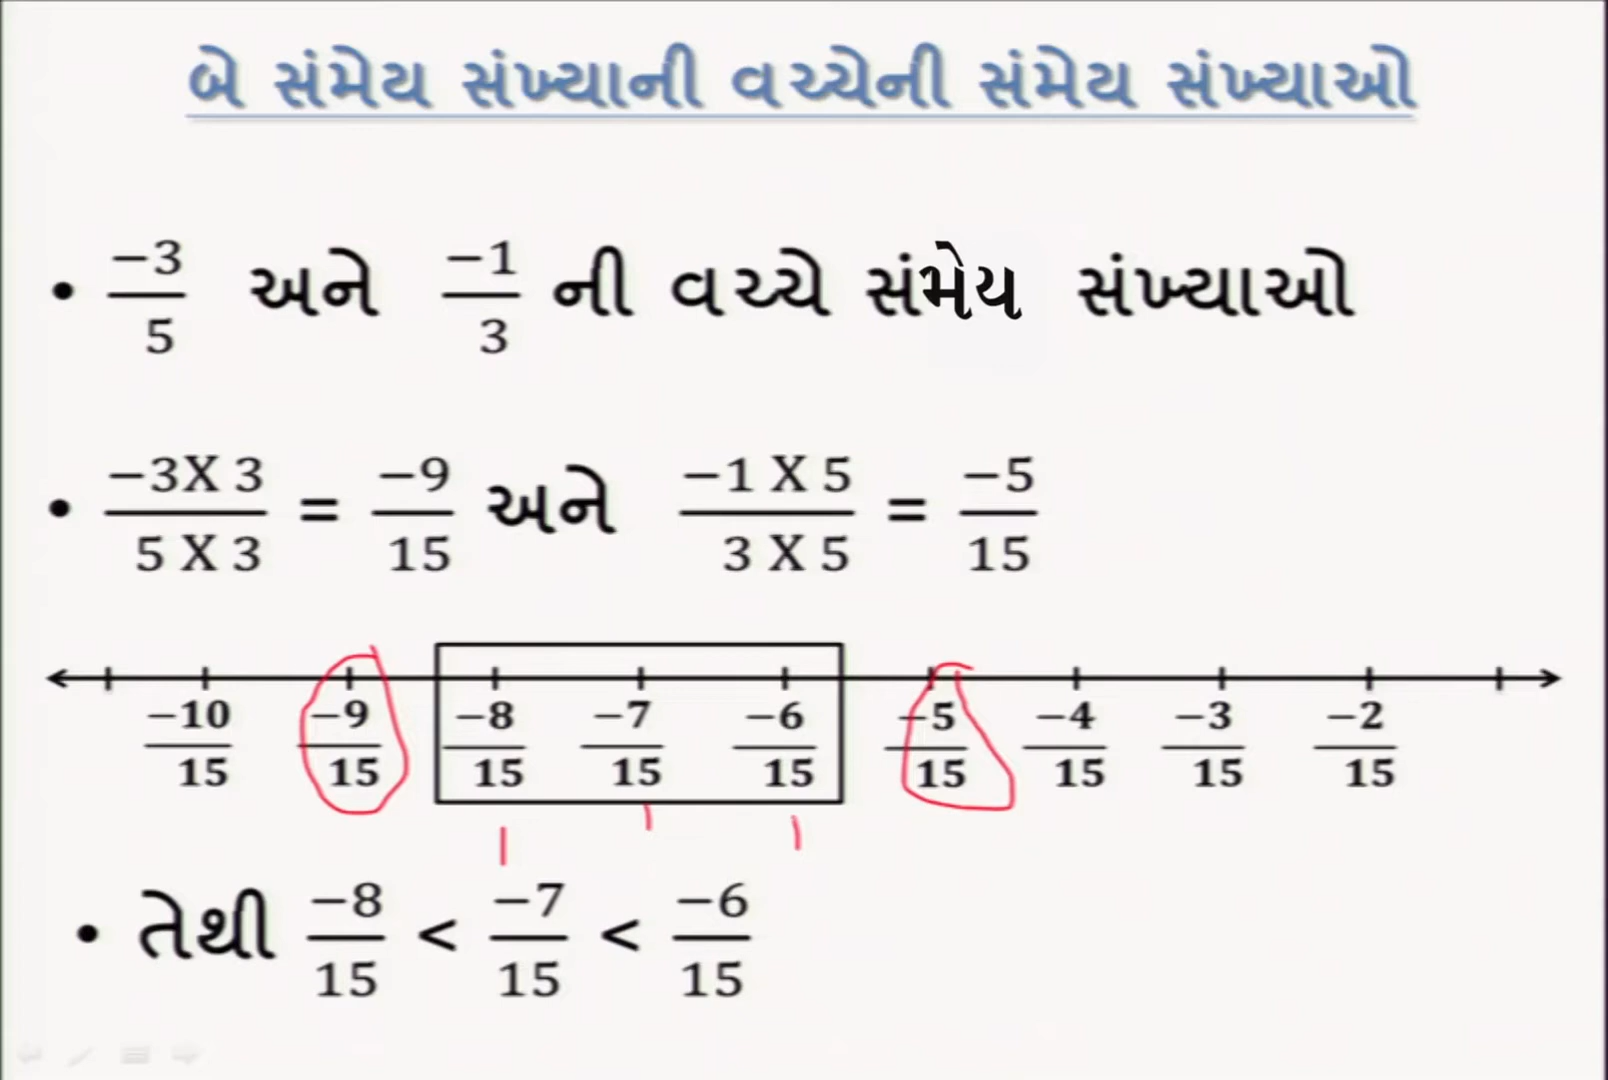 બે સંમેય સંખ્યાની વચ્ચેની સંમેય સંખ્યાઓ
• −3/5 અને −1/3 ની વચ્ચે સંમેય સંખ્યાઓ
• −3X 3/5 X 3 = −9/15 અને −1 X 5/3 X 5 = −5/15
−10/15 −9/15 −8/15 −7/15 −6/15 −5/15 −4/15 −3/15 −2/15
• તેથી −8/15 < −7/15 < −6/15